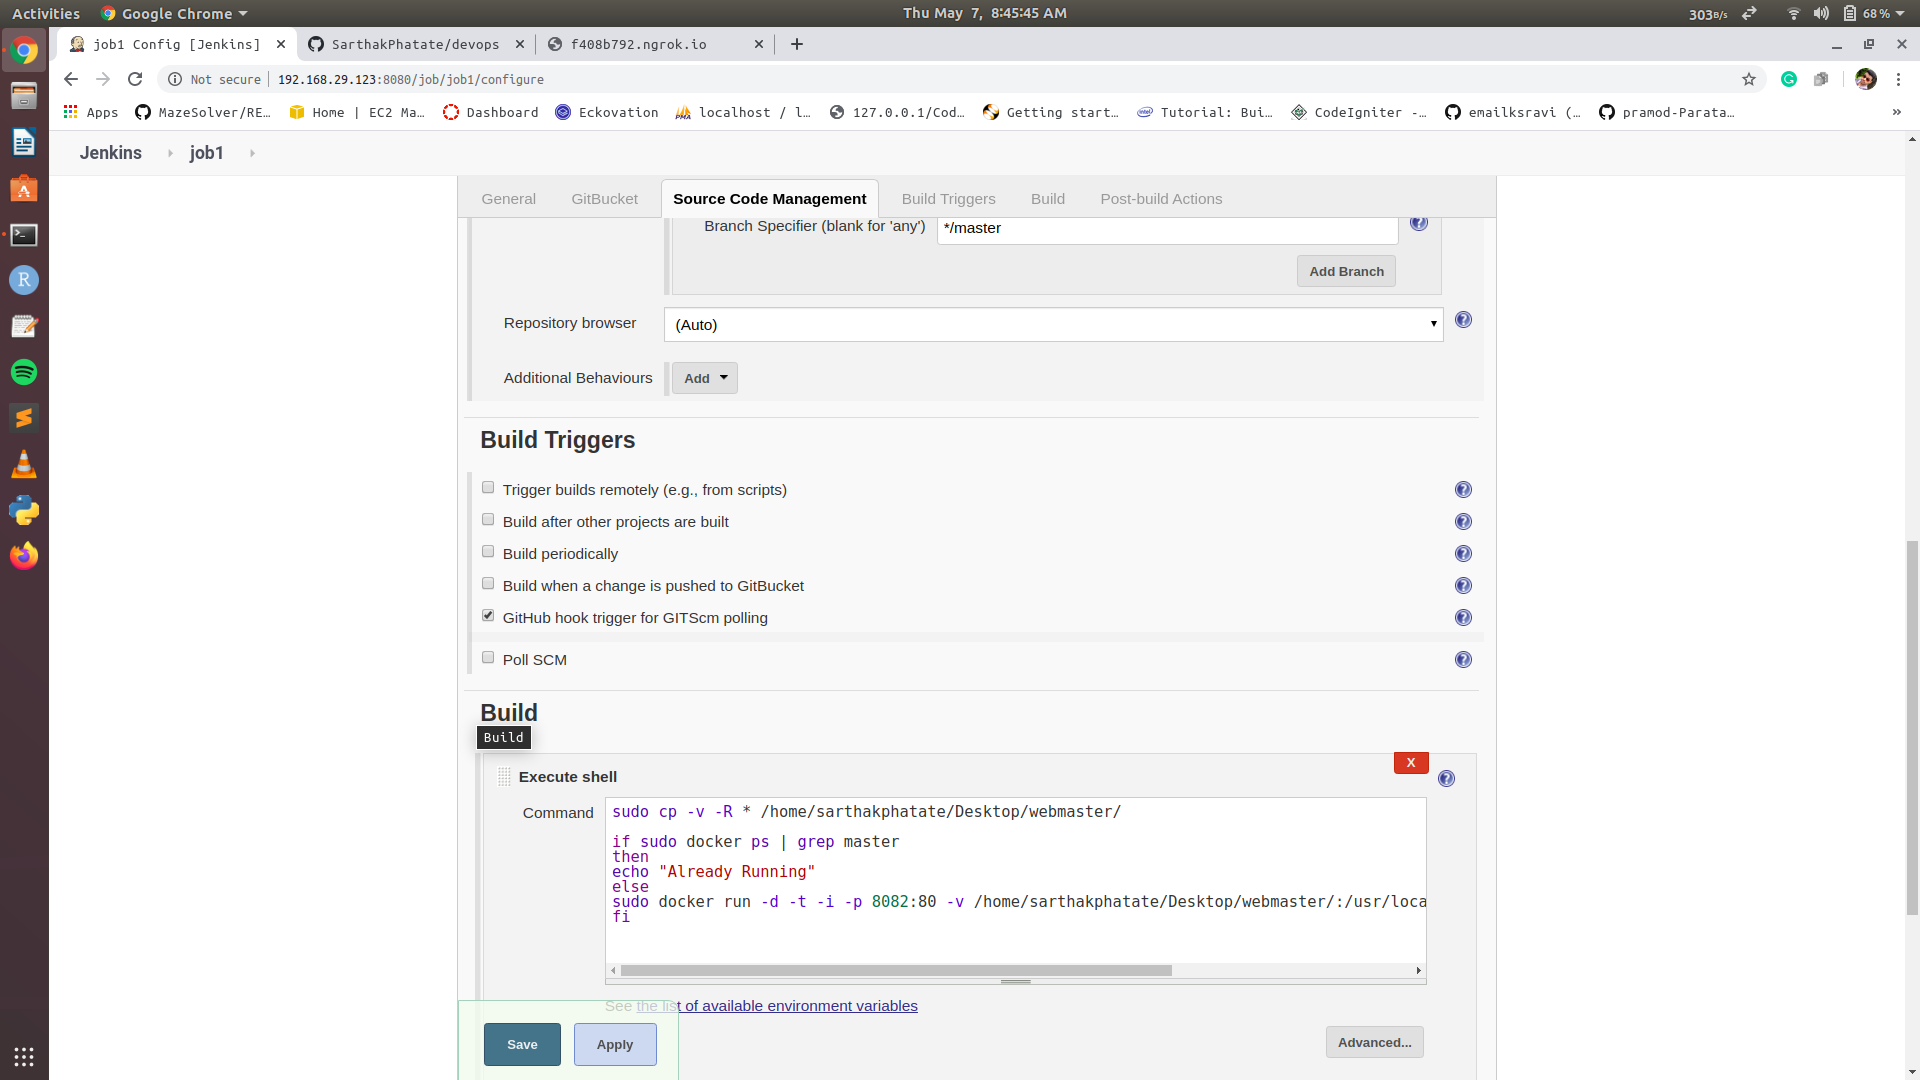 Activities Google Chrome Thu May 7, 8:45:45 AM 303B/s 68%
job1 Config [Jenkins] SarthakPhatate/devops f408b792.ngrok.io
Not secure 192.168.29.123:8080/job/job1/configure
Apps MazeSolver/RE… Home | EC2 Ma… Dashboard Eckovation localhost / l… 127.0.0.1/Cod… Getting start… Tutorial: Bui… CodeIgniter -… emailksravi (… pramod-Parata… »
Jenkins job1
General GitBucket Source Code Management Build Triggers Build Post-build Actions
Branch Specifier (blank for 'any') */master
Add Branch
Repository browser (Auto)
Additional Behaviours Add
Build Triggers
Trigger builds remotely (e.g., from scripts)
Build after other projects are built
Build periodically
Build when a change is pushed to GitBucket
GitHub hook trigger for GITScm polling
Poll SCM
Build
Build
X
Execute shell
Command
sudo cp -v -R * /home/sarthakphatate/Desktop/webmaster/
if sudo docker ps | grep master
then
echo "Already Running"
else
sudo docker run -d -t -i -p 8082:80 -v /home/sarthakphatate/Desktop/webmaster/:/usr/loca
fi
See the list of available environment variables
Save Apply Advanced...